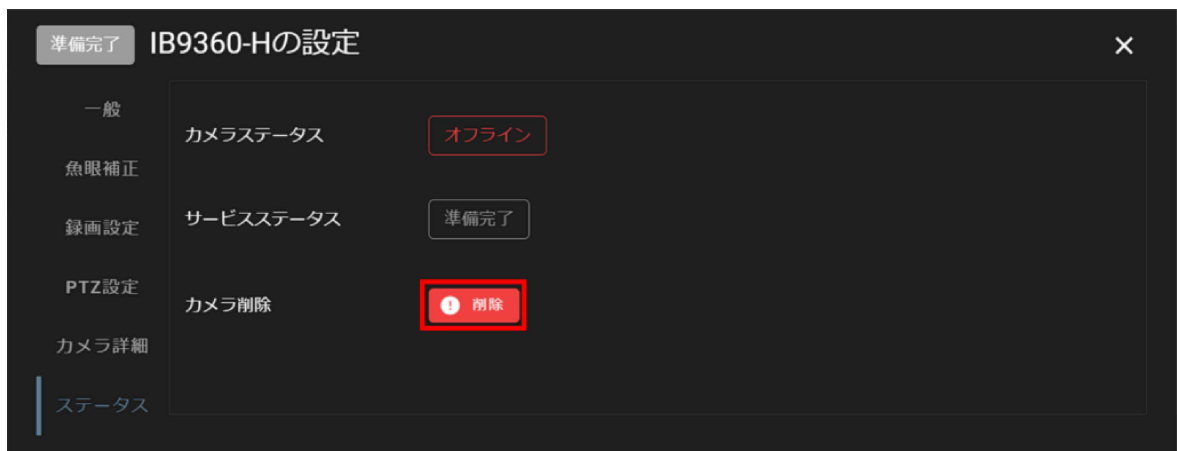 準備完了 IB9360-Hの設定
一般
魚眼補正
録画設定
PTZ設定
カメラ詳細
ステータス
カメラステータス オフライン
サービスステータス 準備完了
カメラ削除 削除